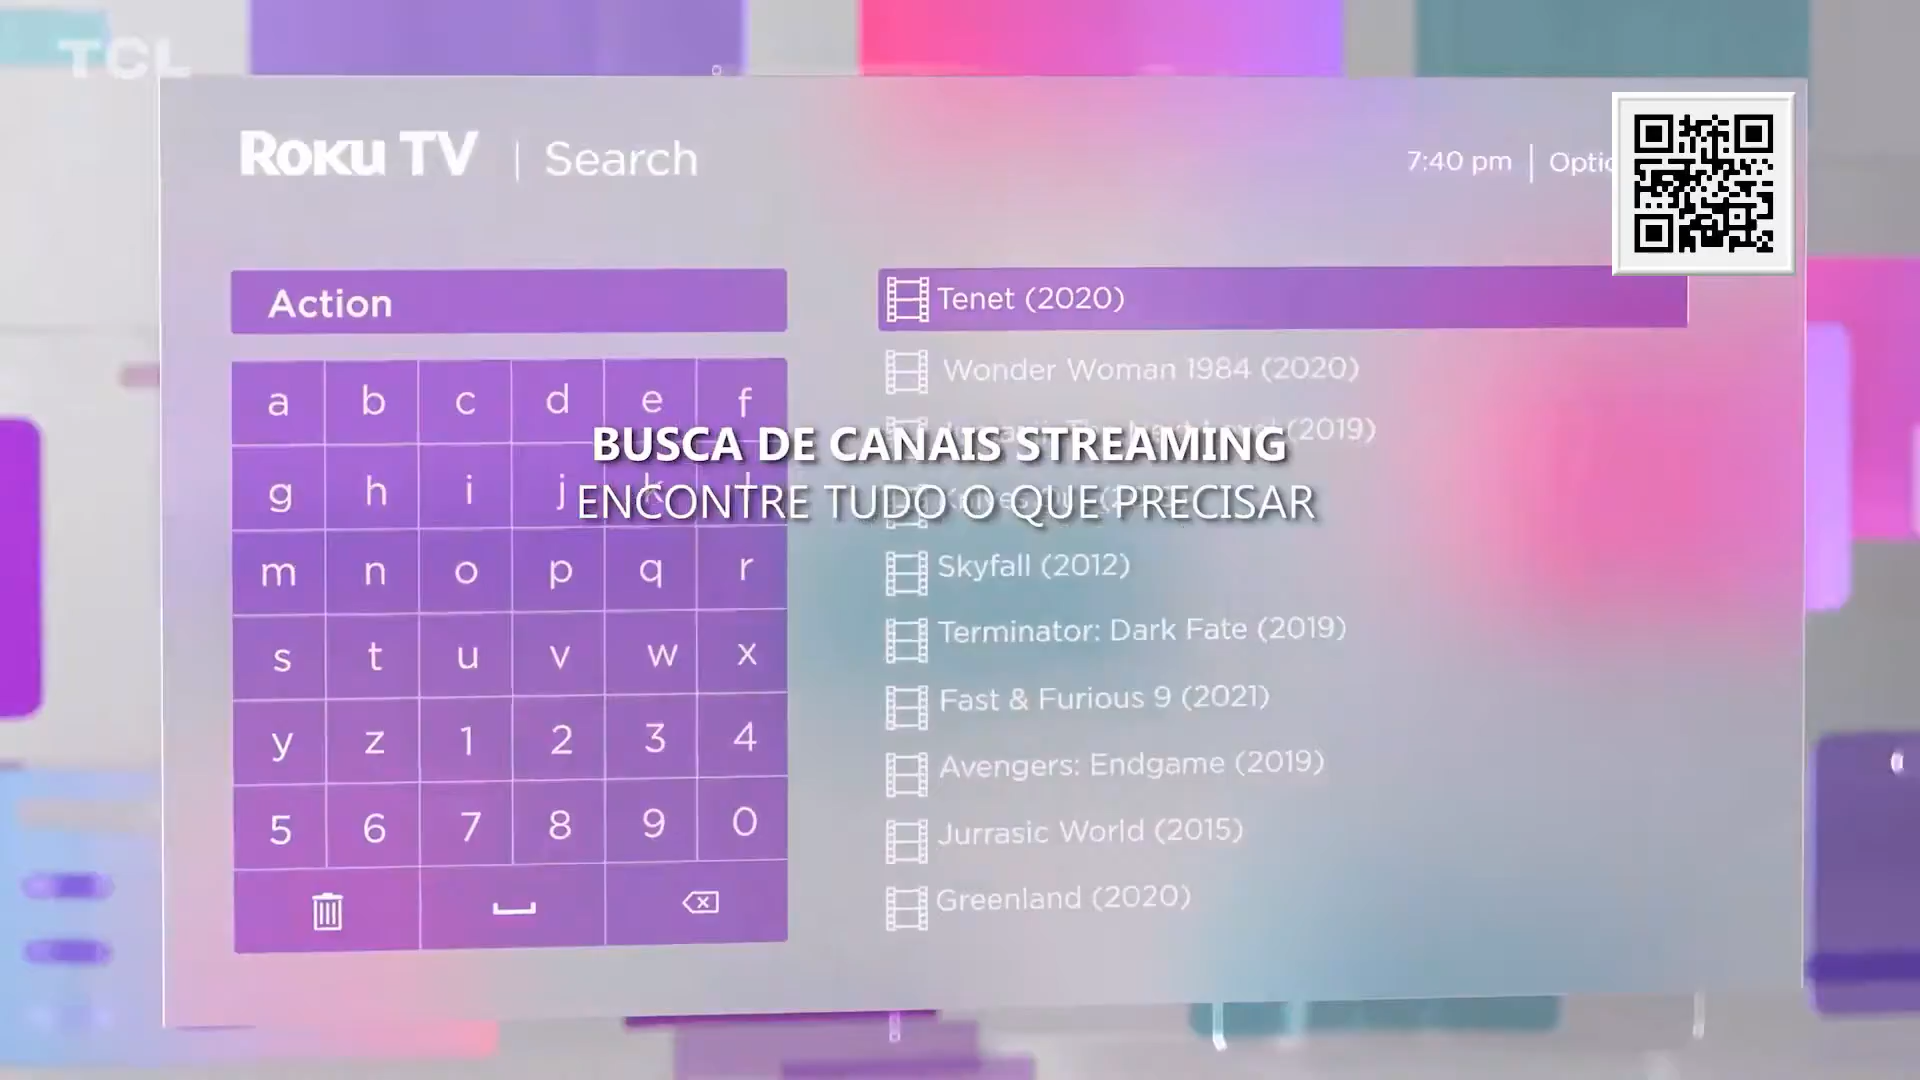 TCL
Roku TV | Search
7:40 pm
Action
Tenet (2020)
Wonder Woman 1984 (2020)
(2019)
BUSCA DE CANAIS STREAMING
ENCONTRE TUDO O QUE PRECISAR
Skyfall (2012)
Terminator: Dark Fate (2019)
Fast & Furious 9 (2021)
Avengers: Endgame (2019)
Jurrasic World (2015)
Greenland (2020)
a b c d e f
g h i j k l
m n o p q r
s t u v w x
y z 1 2 3 4
5 6 7 8 9 0